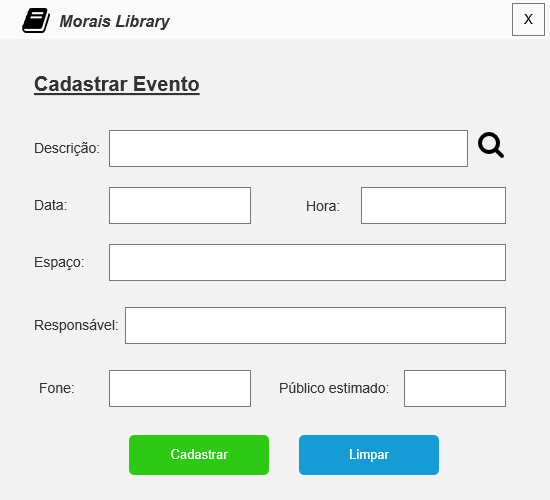 Morais Library
X
Cadastrar Evento
Descrição:
Data:
Hora:
Espaço:
Responsável:
Fone:
Público estimado:
Cadastrar
Limpar